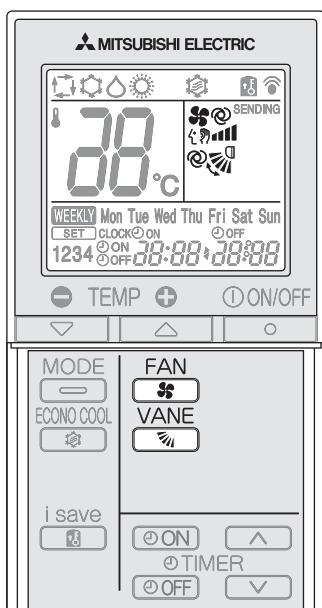 MITSUBISHI ELECTRIC
SENDING
°C
WEEKLY Mon Tue Wed Thu Fri Sat Sun
SET CLOCK ON OFF
1234 ON OFF 88:88 88:88
TEMP ON/OFF
MODE FAN
ECONO COOL VANE
i save
ON
TIMER
OFF